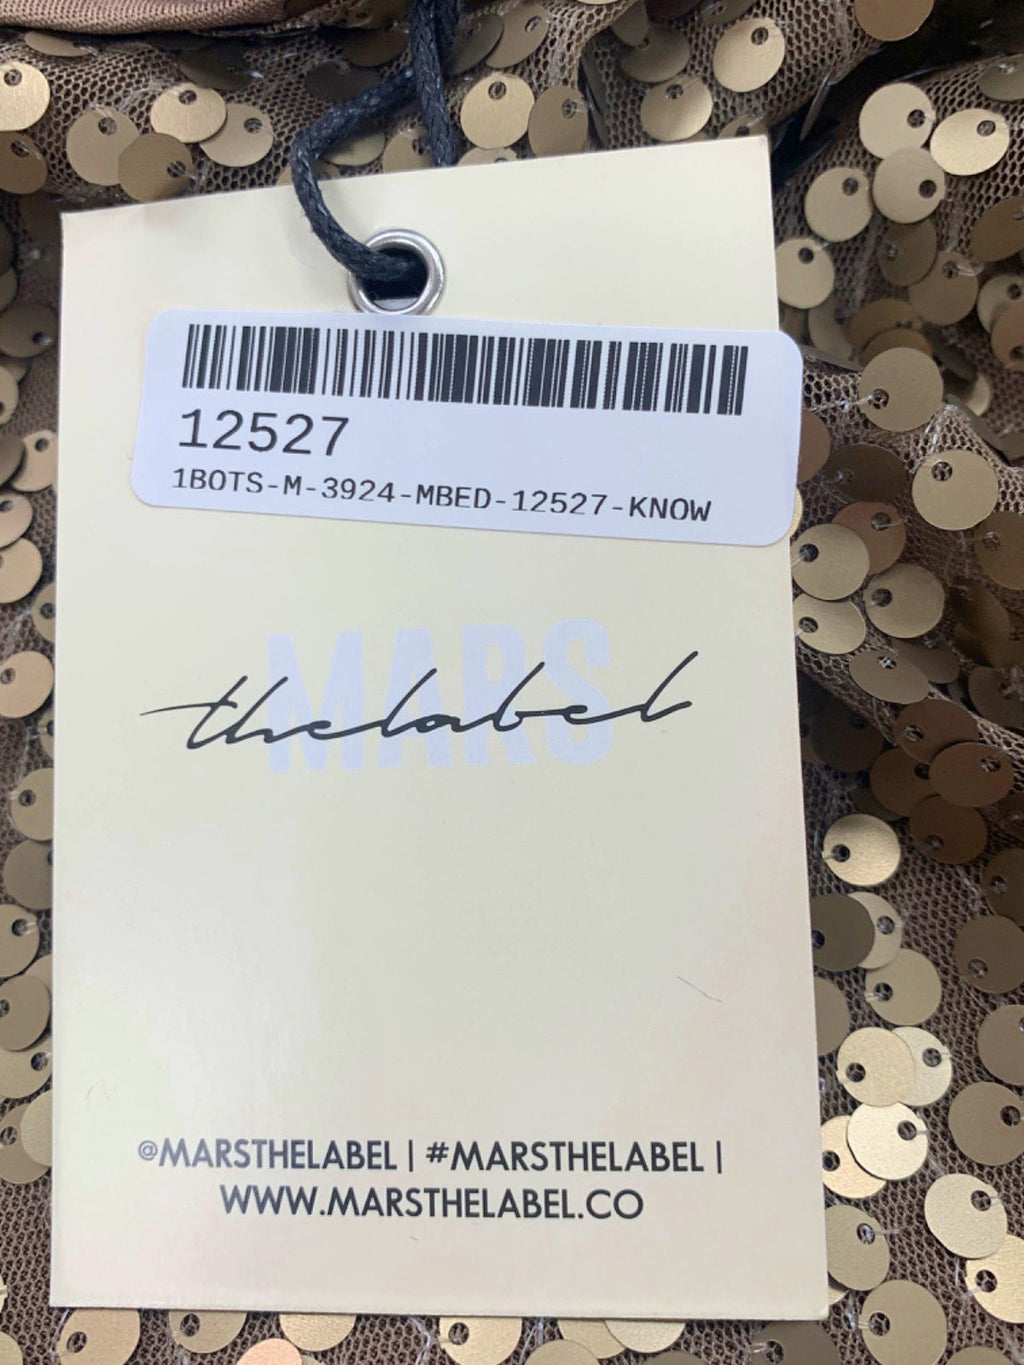 12527
1BOTS-M-3924-MBED-12527-KNOW
MARS
thelabel
@MARSTHELABEL | #MARSTHELABEL |
WWW.MARSTHELABEL.CO